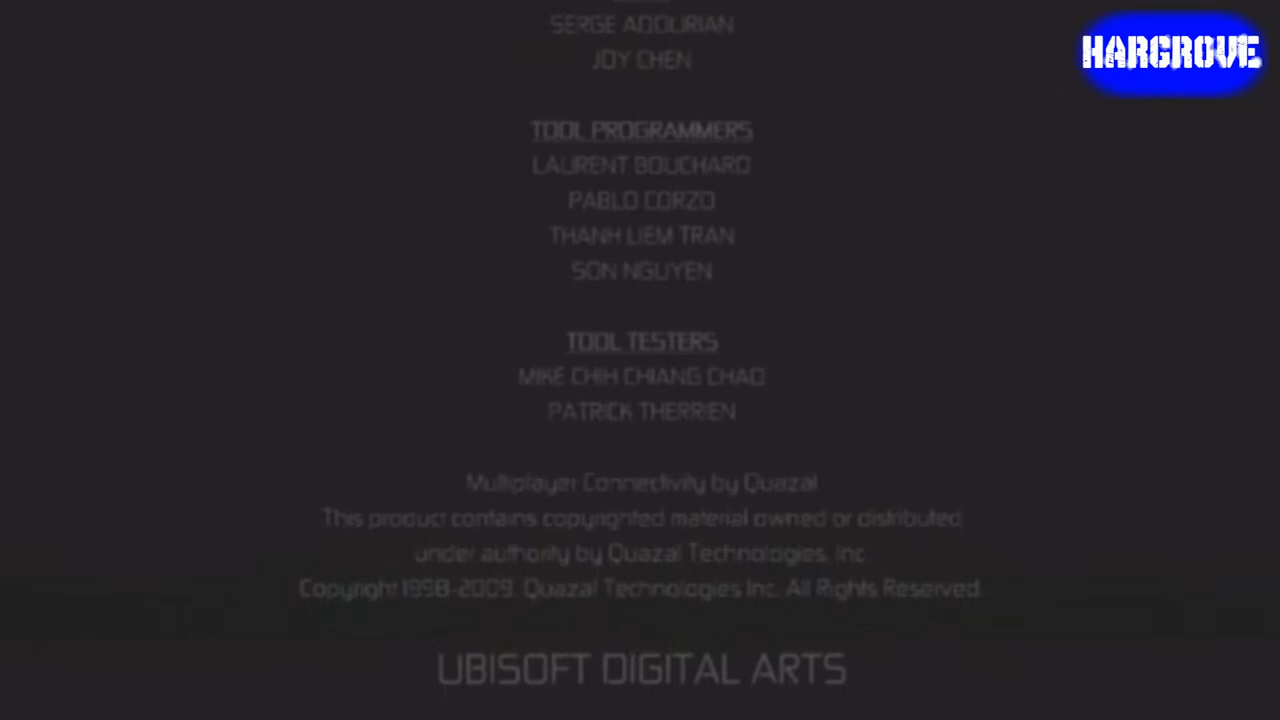 SERGE ADOURIAN
JOY CHEN
TOOL PROGRAMMERS
LAURENT BOUCHARD
PABLO CORZO
THANH LIEM TRAN
SON NGUYEN
TOOL TESTERS
MIKE CHIH CHIANG CHAO
PATRICK THERRIEN
Multiplayer Connectivity by Quazal
This product contains copyrighted material owned or distributed
under authority by Quazal Technologies, Inc.
Copyright 1998-2009. Quazal Technologies Inc. All Rights Reserved.
UBISOFT DIGITAL ARTS
HARGROVE